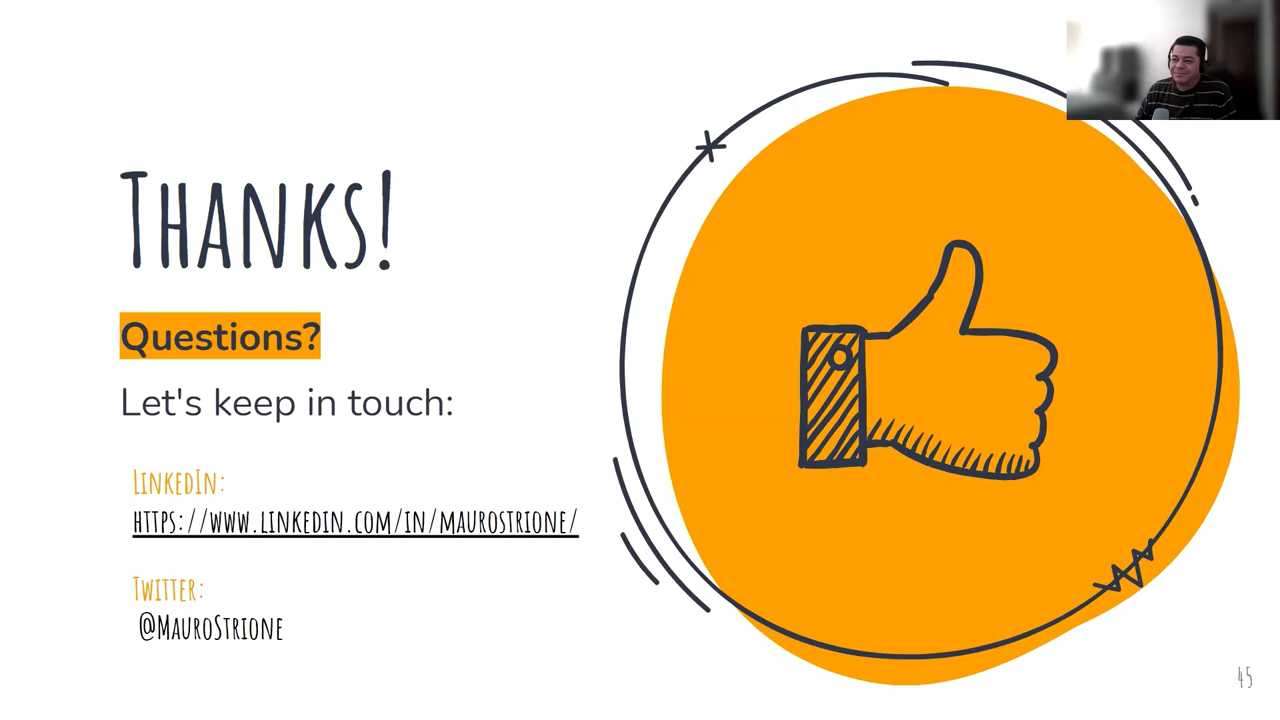 THANKS!
Questions?
Let's keep in touch:
LINKEDIN:
HTTPS://WWW.LINKEDIN.COM/IN/MAUROSTRIONE/
TWITTER:
@MAUROSTRIONE
45